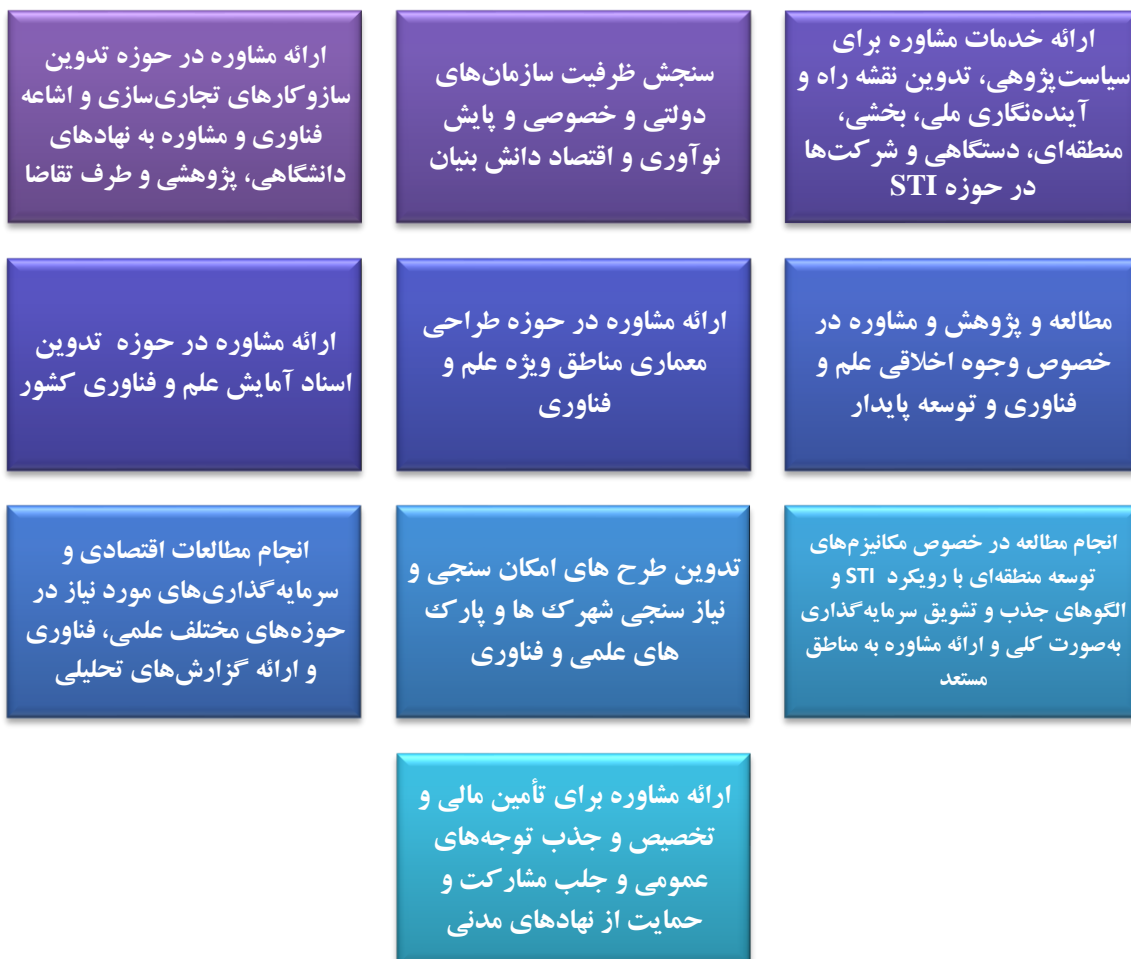 ارائه خدمات مشاوره برای
سیاست‌پژوهی، تدوین نقشه راه و
آینده‌نگاری ملی، بخشی،
منطقه‌ای، دستگاهی و شرکت‌ها
در حوزه STI
سنجش ظرفیت سازمان‌های
دولتی و خصوصی و پایش
نوآوری و اقتصاد دانش بنیان
ارائه مشاوره در حوزه تدوین
سازوکارهای تجاری‌سازی و اشاعه
فناوری و مشاوره به نهادهای
دانشگاهی، پژوهشی و طرف تقاضا
مطالعه و پژوهش و مشاوره در
خصوص وجوه اخلاقی علم و
فناوری و توسعه پایدار
ارائه مشاوره در حوزه طراحی
معماری مناطق ویژه علم و
فناوری
ارائه مشاوره در حوزه تدوین
اسناد آمایش علم و فناوری کشور
انجام مطالعه در خصوص مکانیزم‌های
توسعه منطقه‌ای با رویکرد STI و
الگوهای جذب و تشویق سرمایه‌گذاری
به‌صورت کلی و ارائه مشاوره به مناطق
مستعد
تدوین طرح های امکان سنجی و
نیاز سنجی شهرک ها و پارک
های علمی و فناوری
انجام مطالعات اقتصادی و
سرمایه‌گذاری‌های مورد نیاز در
حوزه‌های مختلف علمی، فناوری
و ارائه گزارش‌های تحلیلی
ارائه مشاوره برای تأمین مالی و
تخصیص و جذب توجه‌های
عمومی و جلب مشارکت و
حمایت از نهادهای مدنی